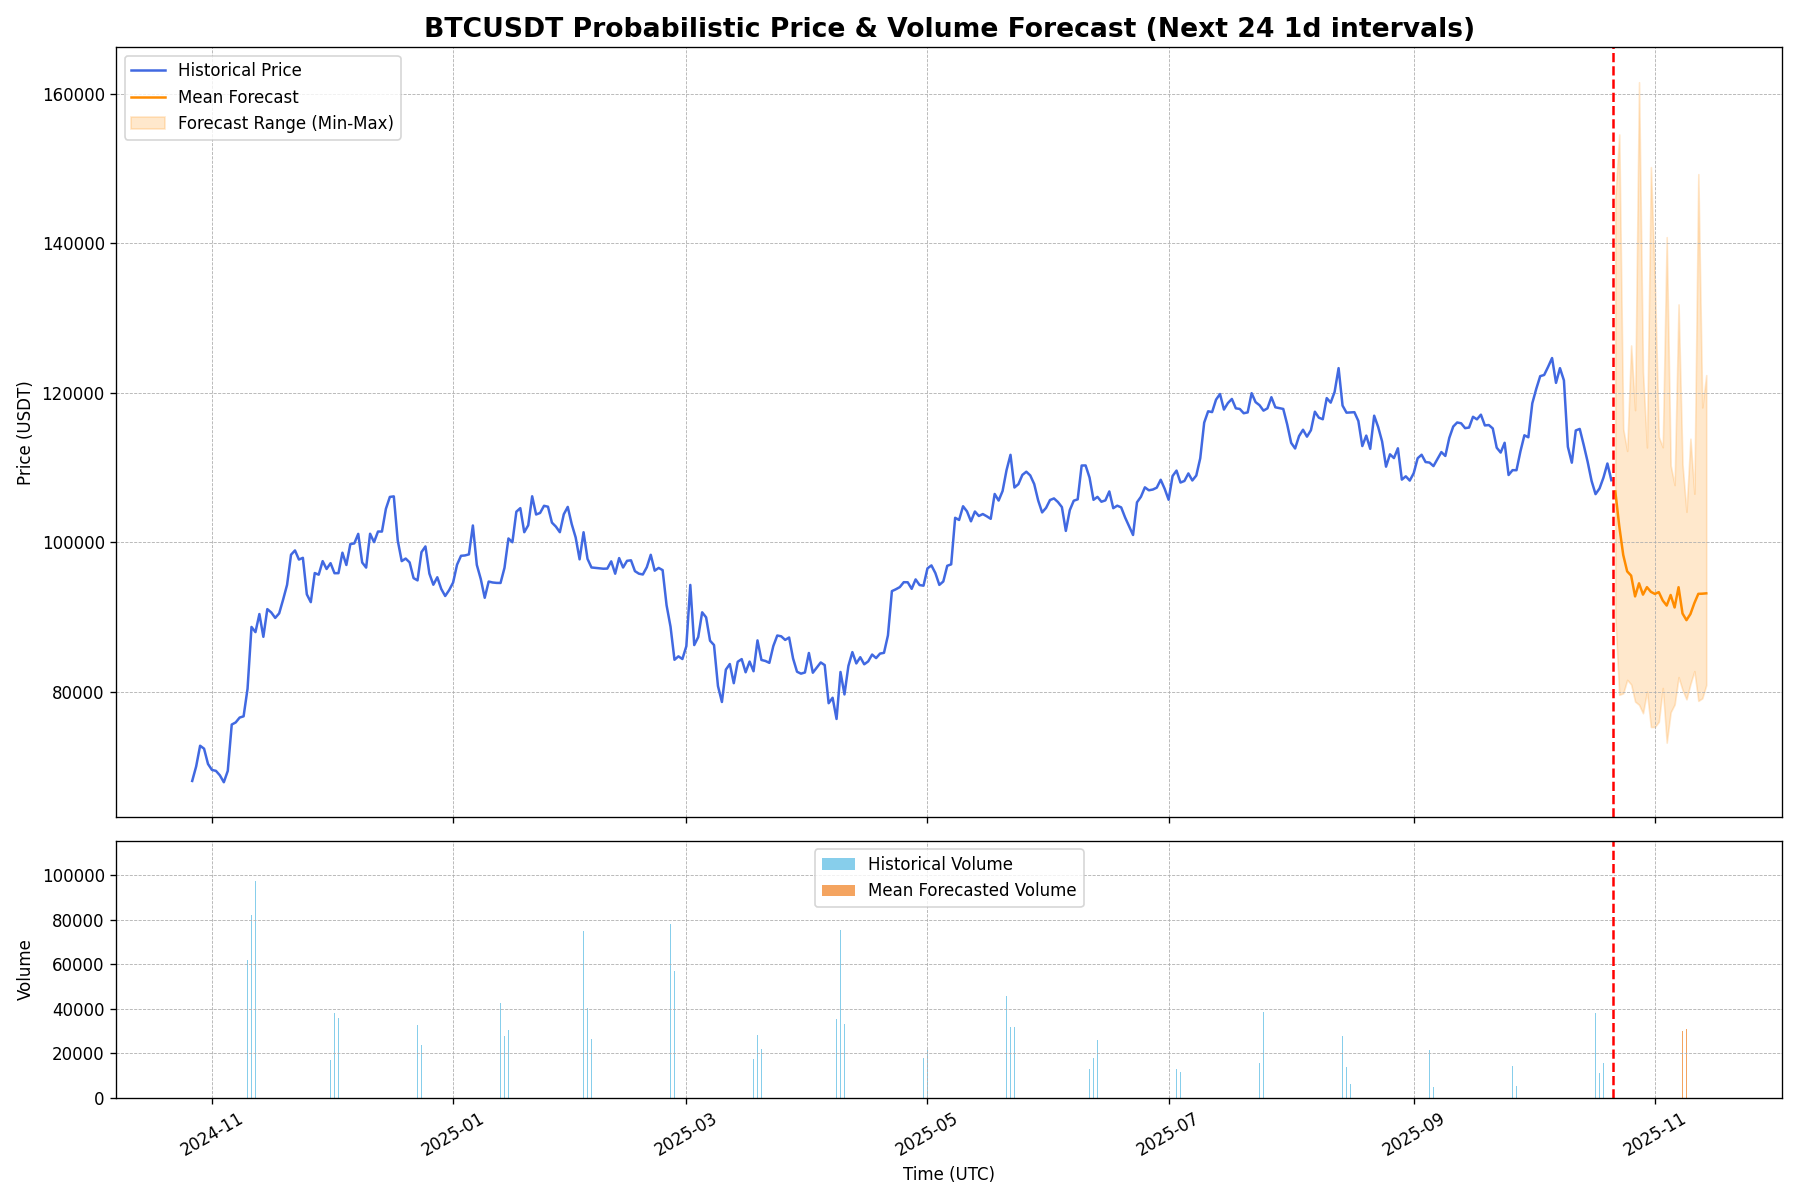 BTCUSDT Probabilistic Price & Volume Forecast (Next 24 1d intervals)
Historical Price
Mean Forecast
Forecast Range (Min-Max)
160000
140000
120000
100000
80000
Price (USDT)
Historical Volume
Mean Forecasted Volume
100000
80000
60000
40000
20000
0
Volume
2024-11
2025-01
2025-03
2025-05
2025-07
2025-09
2025-11
Time (UTC)